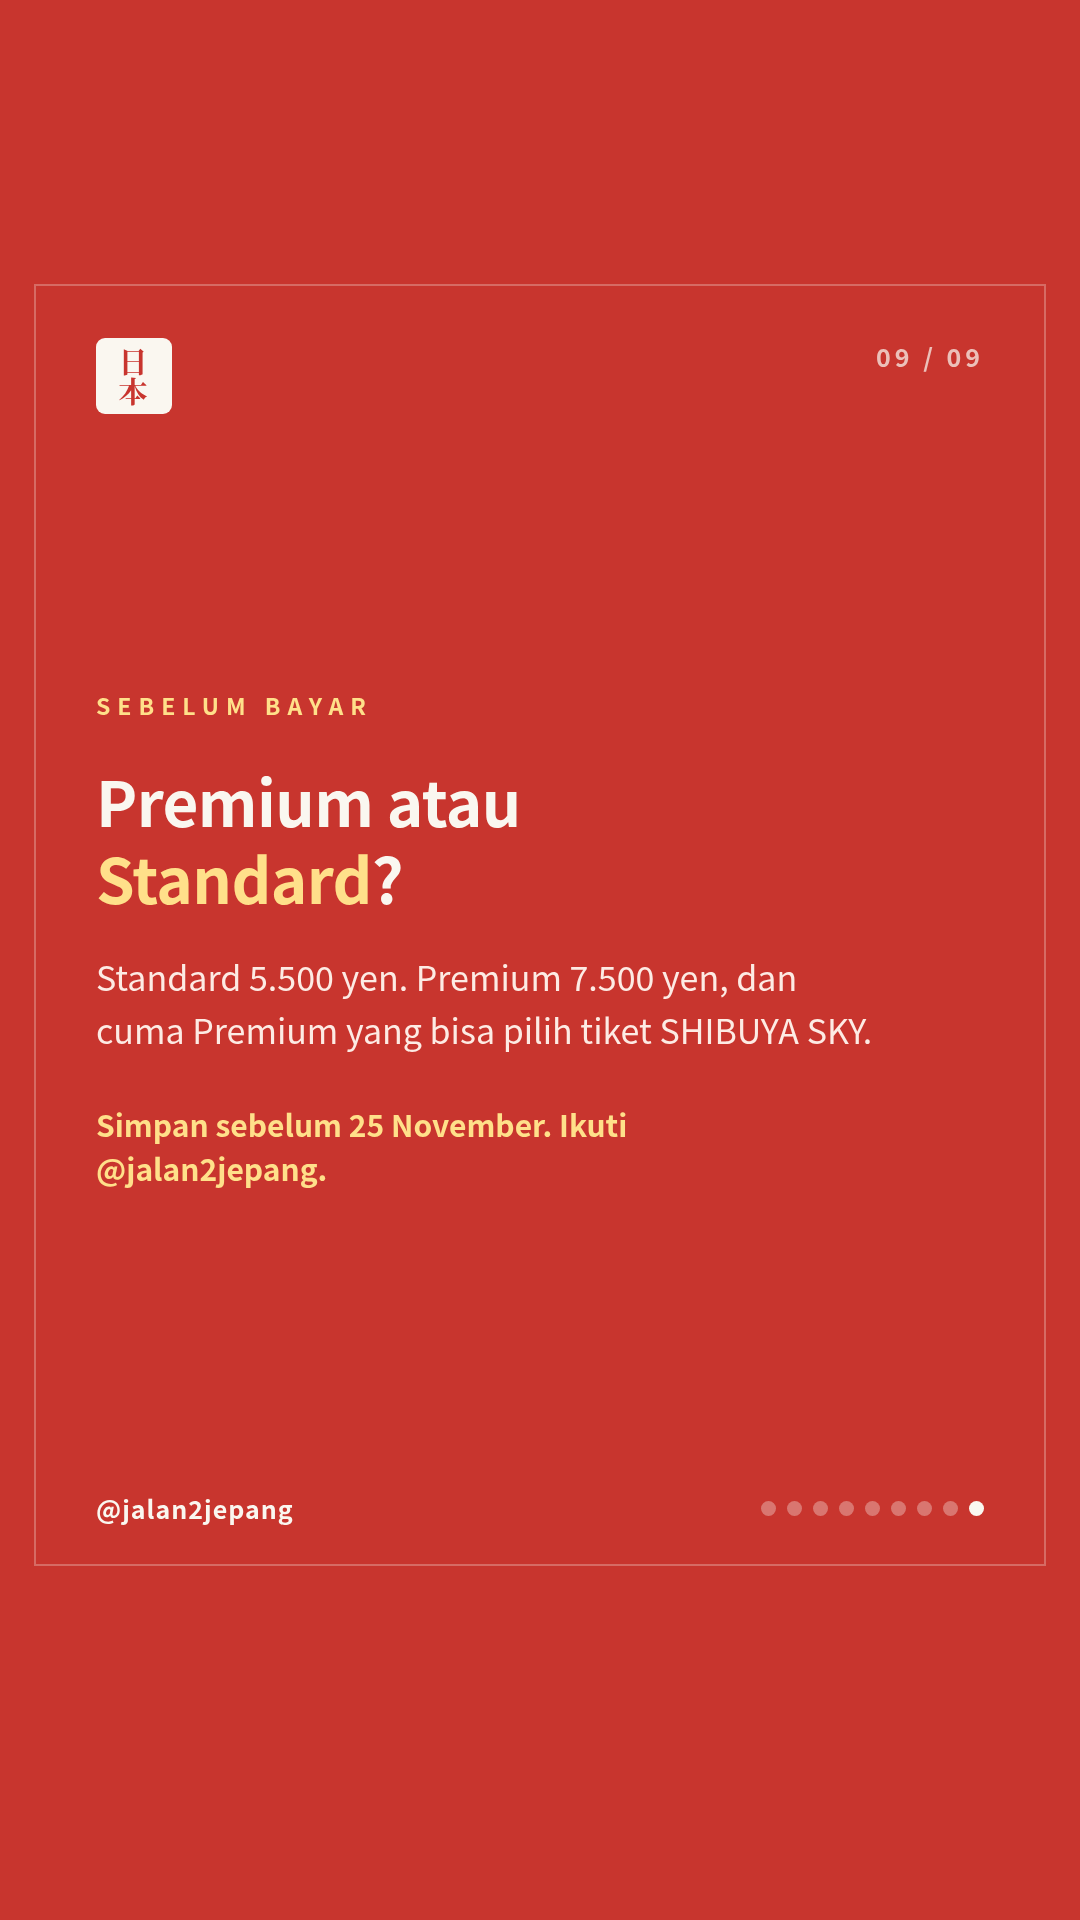 日
本
09 / 09
SEBELUM BAYAR
Premium atau
Standard?
Standard 5.500 yen. Premium 7.500 yen, dan
cuma Premium yang bisa pilih tiket SHIBUYA SKY.
Simpan sebelum 25 November. Ikuti
@jalan2jepang.
@jalan2jepang